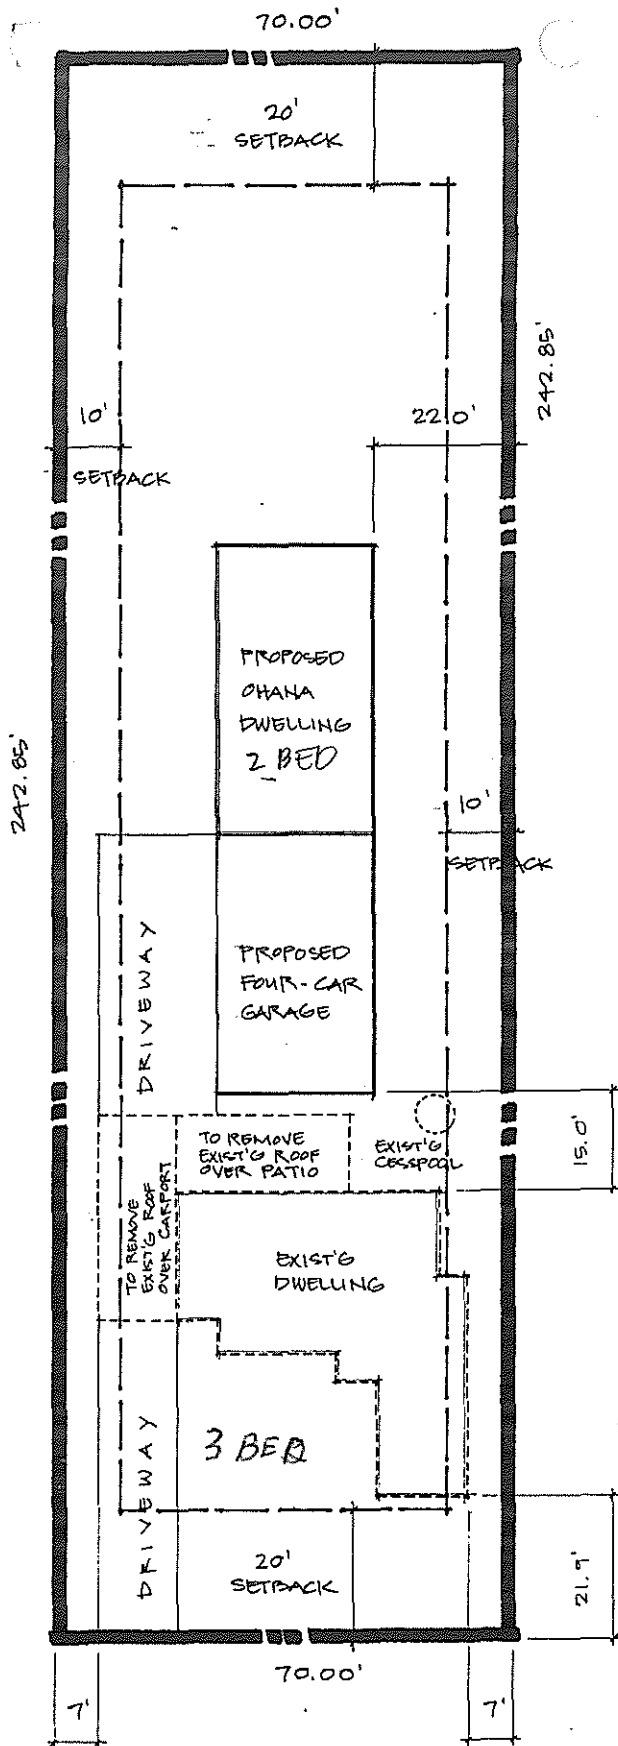 70.00'
20'
SETBACK
242.85'
10'
SETBACK
22.0'
PROPOSED
OHANA
DWELLING
2 BED
242.85'
10'
SETBACK
DRIVEWAY
PROPOSED
FOUR-CAR
GARAGE
TO REMOVE
EXIST'G ROOF
OVER PATIO
EXIST'G
CESSPOOL
15.0'
TO REMOVE
EXIST'G ROOF
OVER CARPORT
EXIST'G
DWELLING
3 BED
DRIVEWAY
20'
SETBACK
21.9'
70.00'
7'
7'